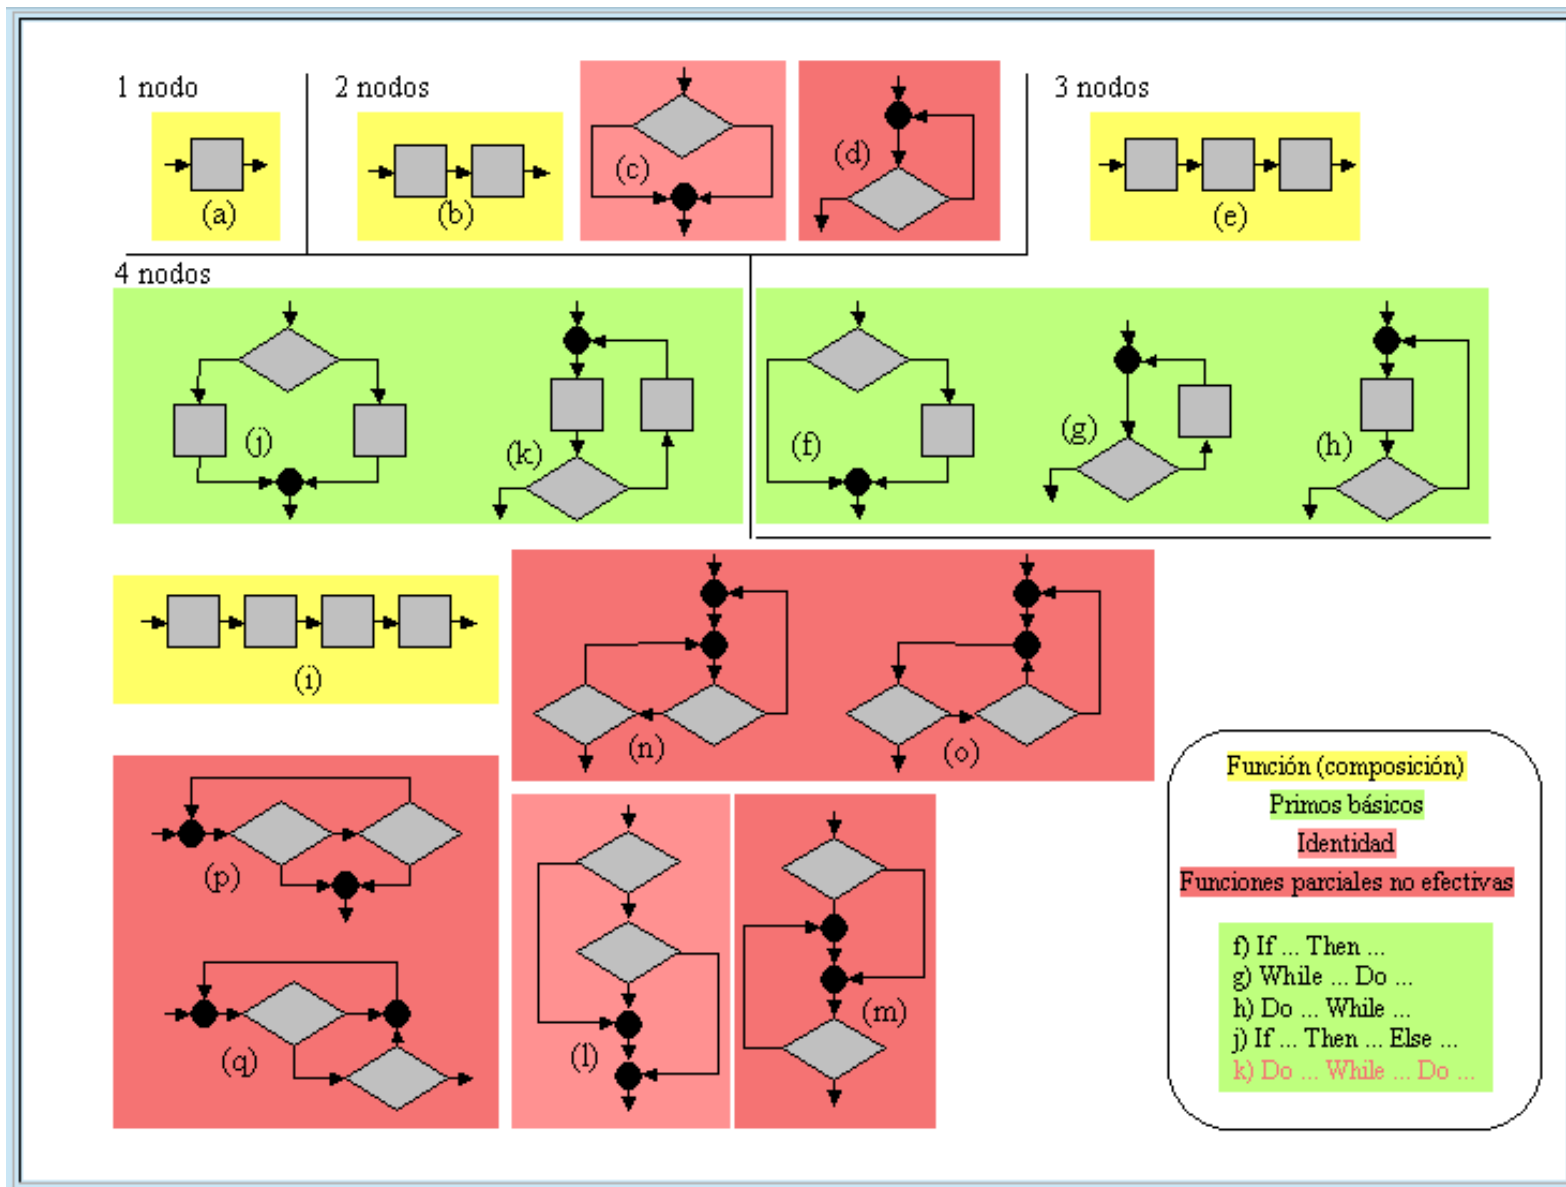 1 nodo
2 nodos
3 nodos
(a)
(b)
(c)
(d)
(e)
4 nodos
(j)
(k)
(f)
(g)
(h)
(i)
(n)
(o)
(p)
(q)
(l)
(m)
Función (composición)
Primos básicos
Identidad
Funciones parciales no efectivas
f) If ... Then ...
g) While ... Do ...
h) Do ... While ...
j) If ... Then ... Else ...
k) Do ... While ... Do ...